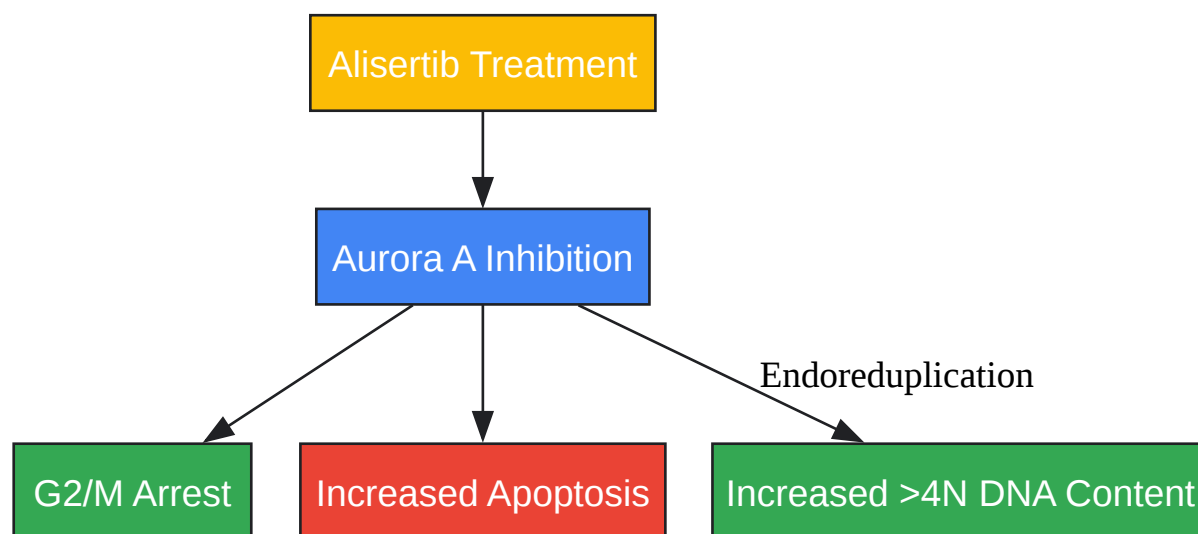 Alisertib Treatment
Aurora A Inhibition
Endoreduplication
G2/M Arrest
Increased Apoptosis
Increased >4N DNA Content